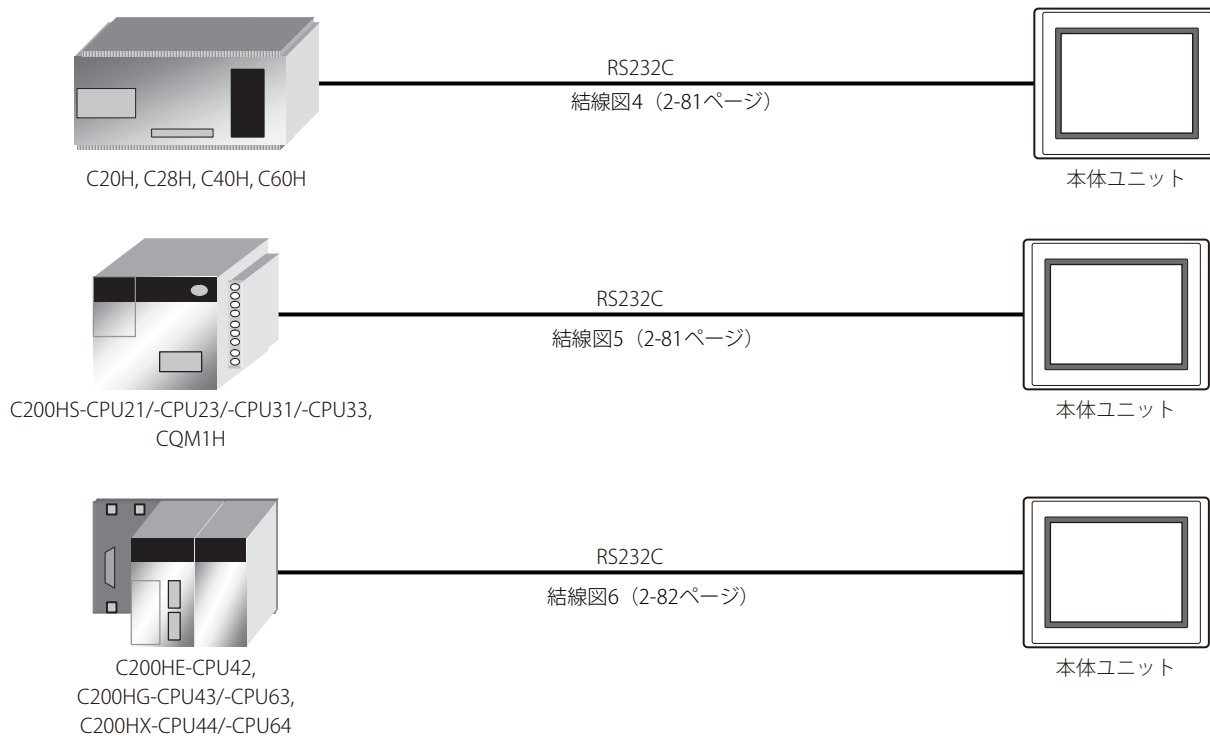 RS232C
結線図4（2-81ページ）
C20H, C28H, C40H, C60H
本体ユニット
RS232C
結線図5（2-81ページ）
C200HS-CPU21/-CPU23/-CPU31/-CPU33,
CQM1H
本体ユニット
RS232C
結線図6（2-82ページ）
C200HE-CPU42,
C200HG-CPU43/-CPU63,
C200HX-CPU44/-CPU64
本体ユニット